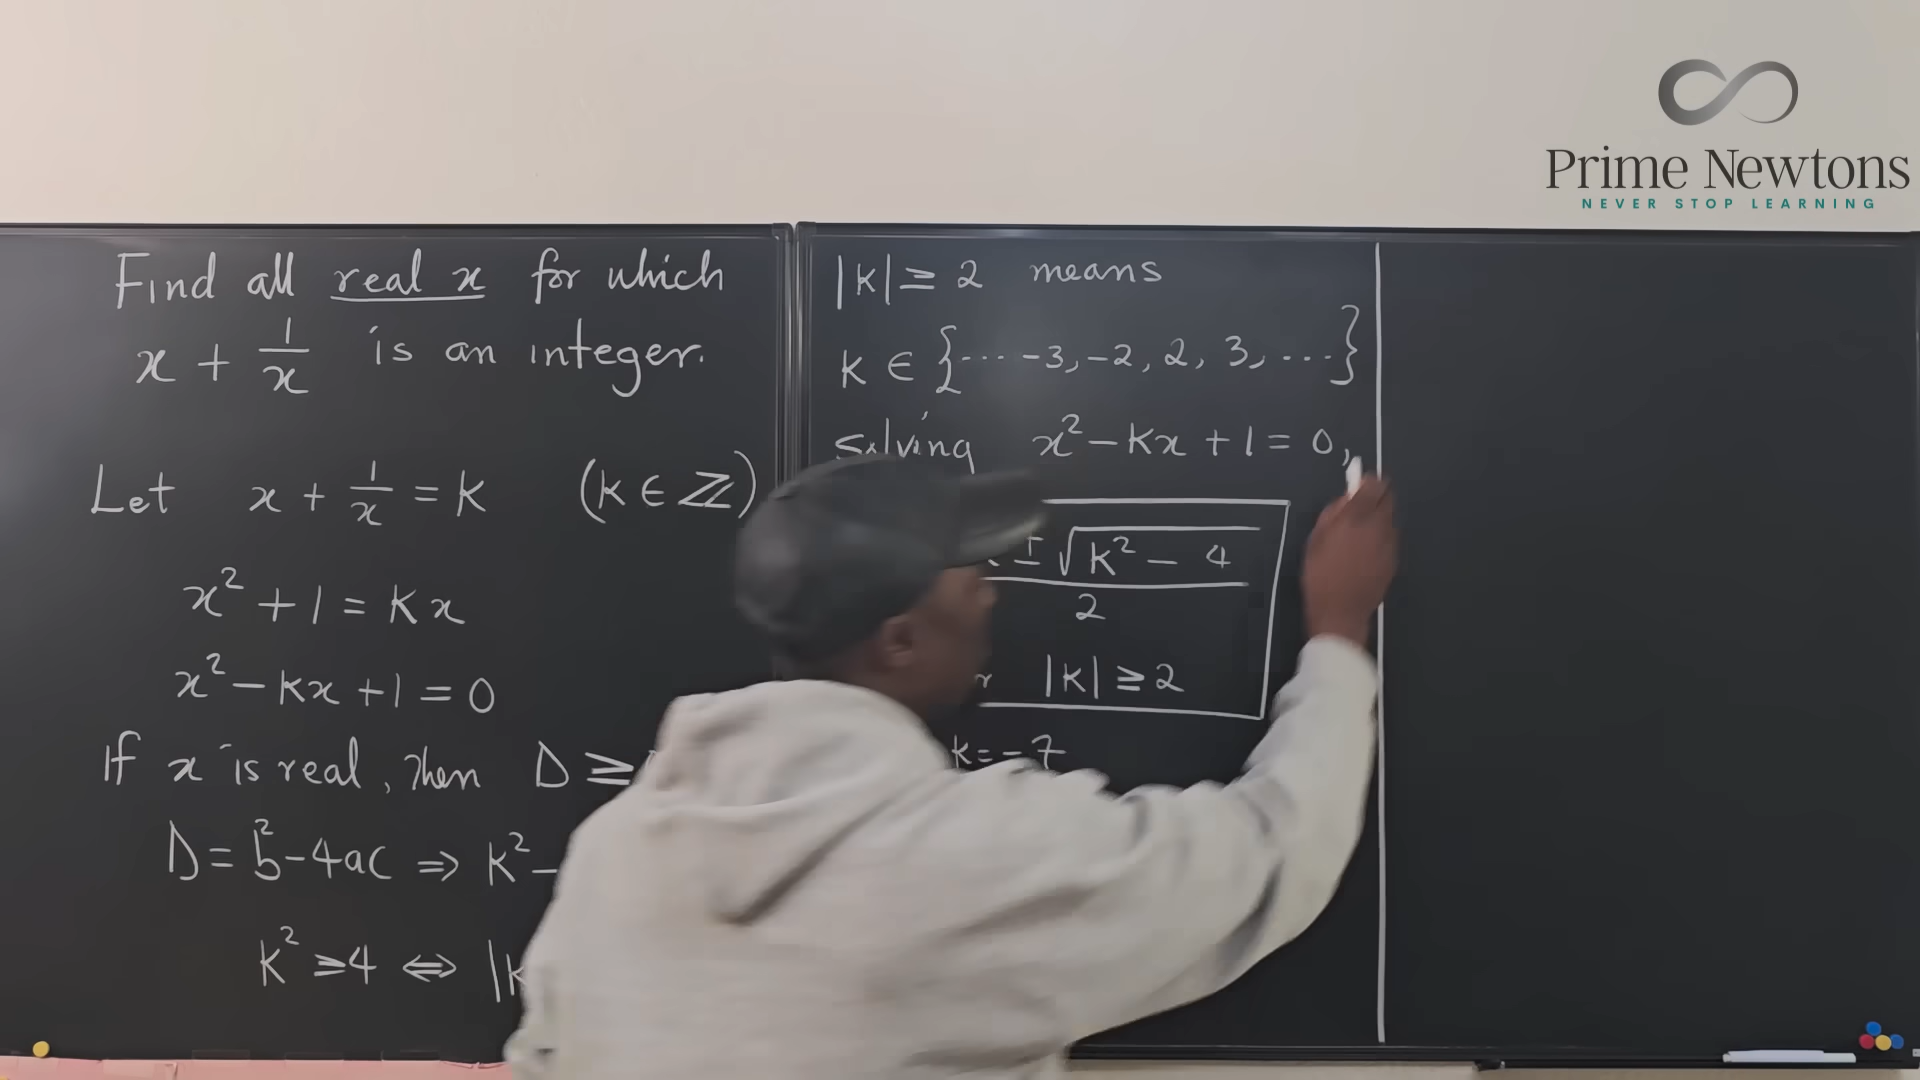 Find all real x for which
x + 1/x is an integer.
Let x + 1/x = k (k ∈ ℤ)
x² + 1 = kx
x² - kx + 1 = 0
If x is real, then D ≥
D = b² - 4ac ⇒ k² -
k² ≥ 4 ⇔ |k
|k| ≥ 2 means
k ∈ {.... -3, -2, 2, 3, ...}
solving x² - kx + 1 = 0,
± √(k² - 4)
2
|k| ≥ 2
k = -7
Prime Newtons
NEVER STOP LEARNING